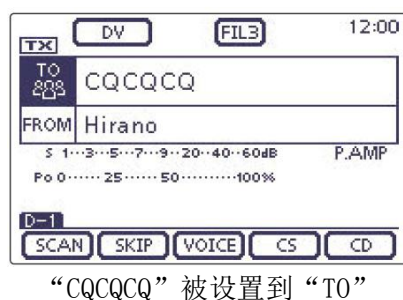 DV FIL3 12:00
TX
TO CQCQCQ
FROM Hirano
S 1···3···5···7···9··20··40··60dB P.AMP
Po 0······25······50··········100%
D-1
SCAN SKIP VOICE CS CD
“CQCQCQ”被设置到“TO”